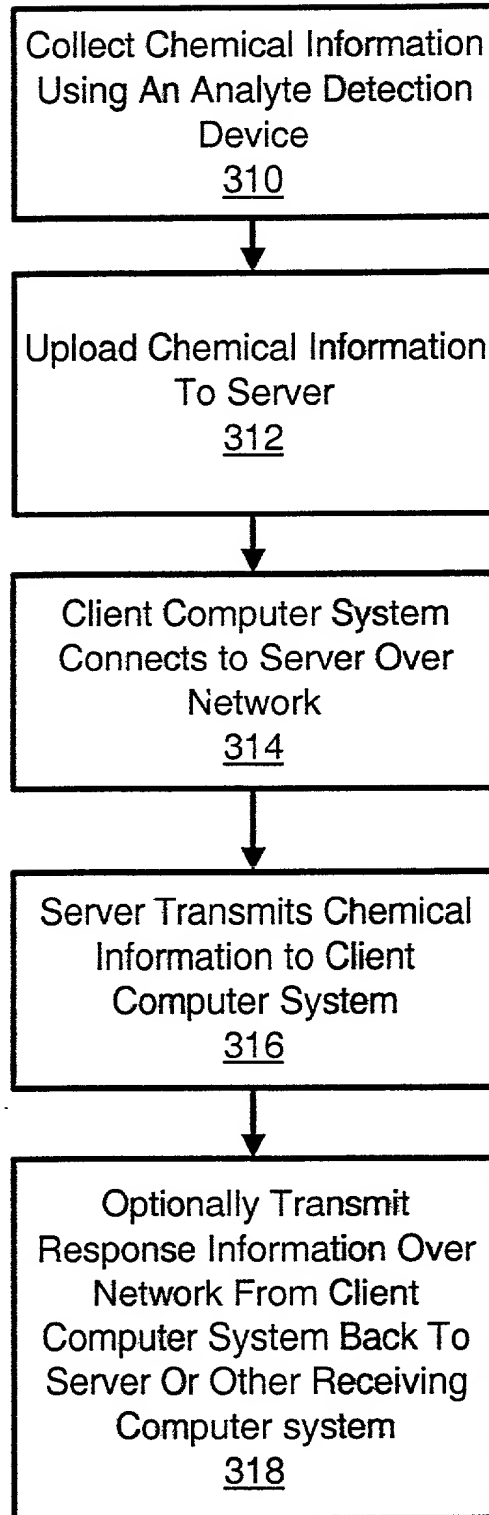 Collect Chemical Information
Using An Analyte Detection
Device
310
Upload Chemical Information
To Server
312
Client Computer System
Connects to Server Over
Network
314
Server Transmits Chemical
Information to Client
Computer System
316
Optionally Transmit
Response Information Over
Network From Client
Computer System Back To
Server Or Other Receiving
Computer system
318